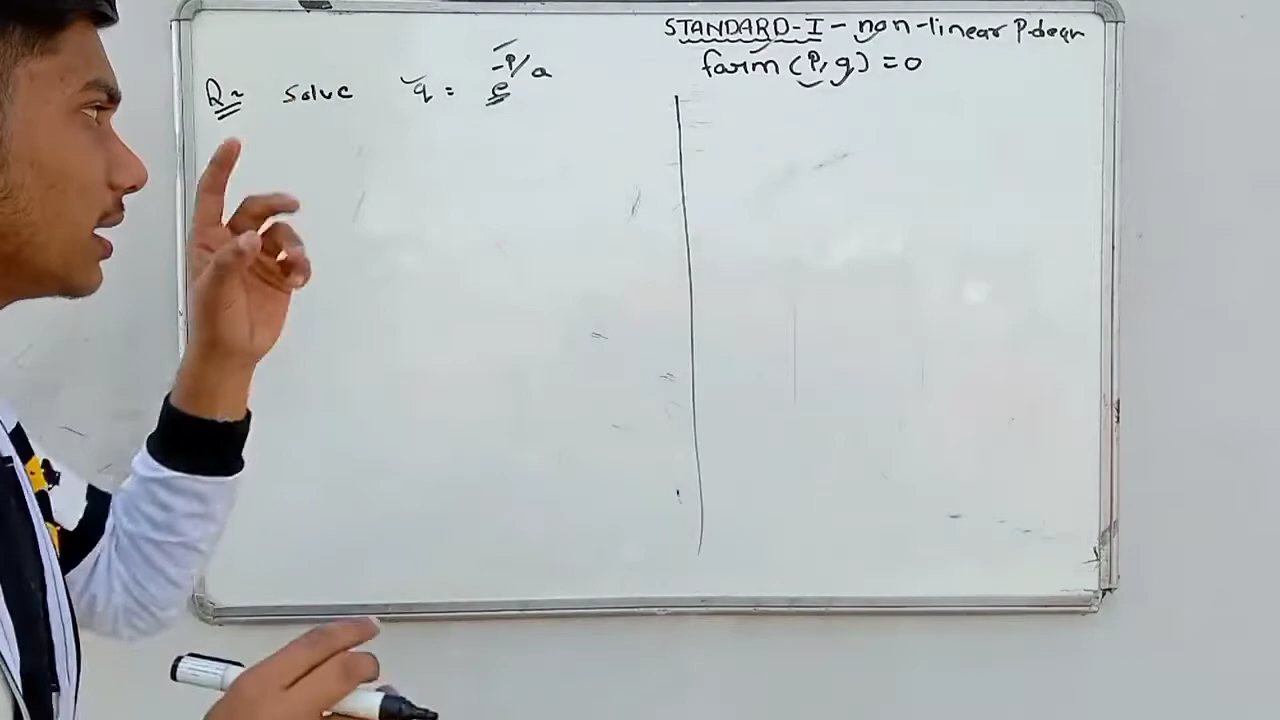 STANDARD-I - non-linear P.deqn
form (P,q) = 0
Q~ Solve q = e^{-P/a}